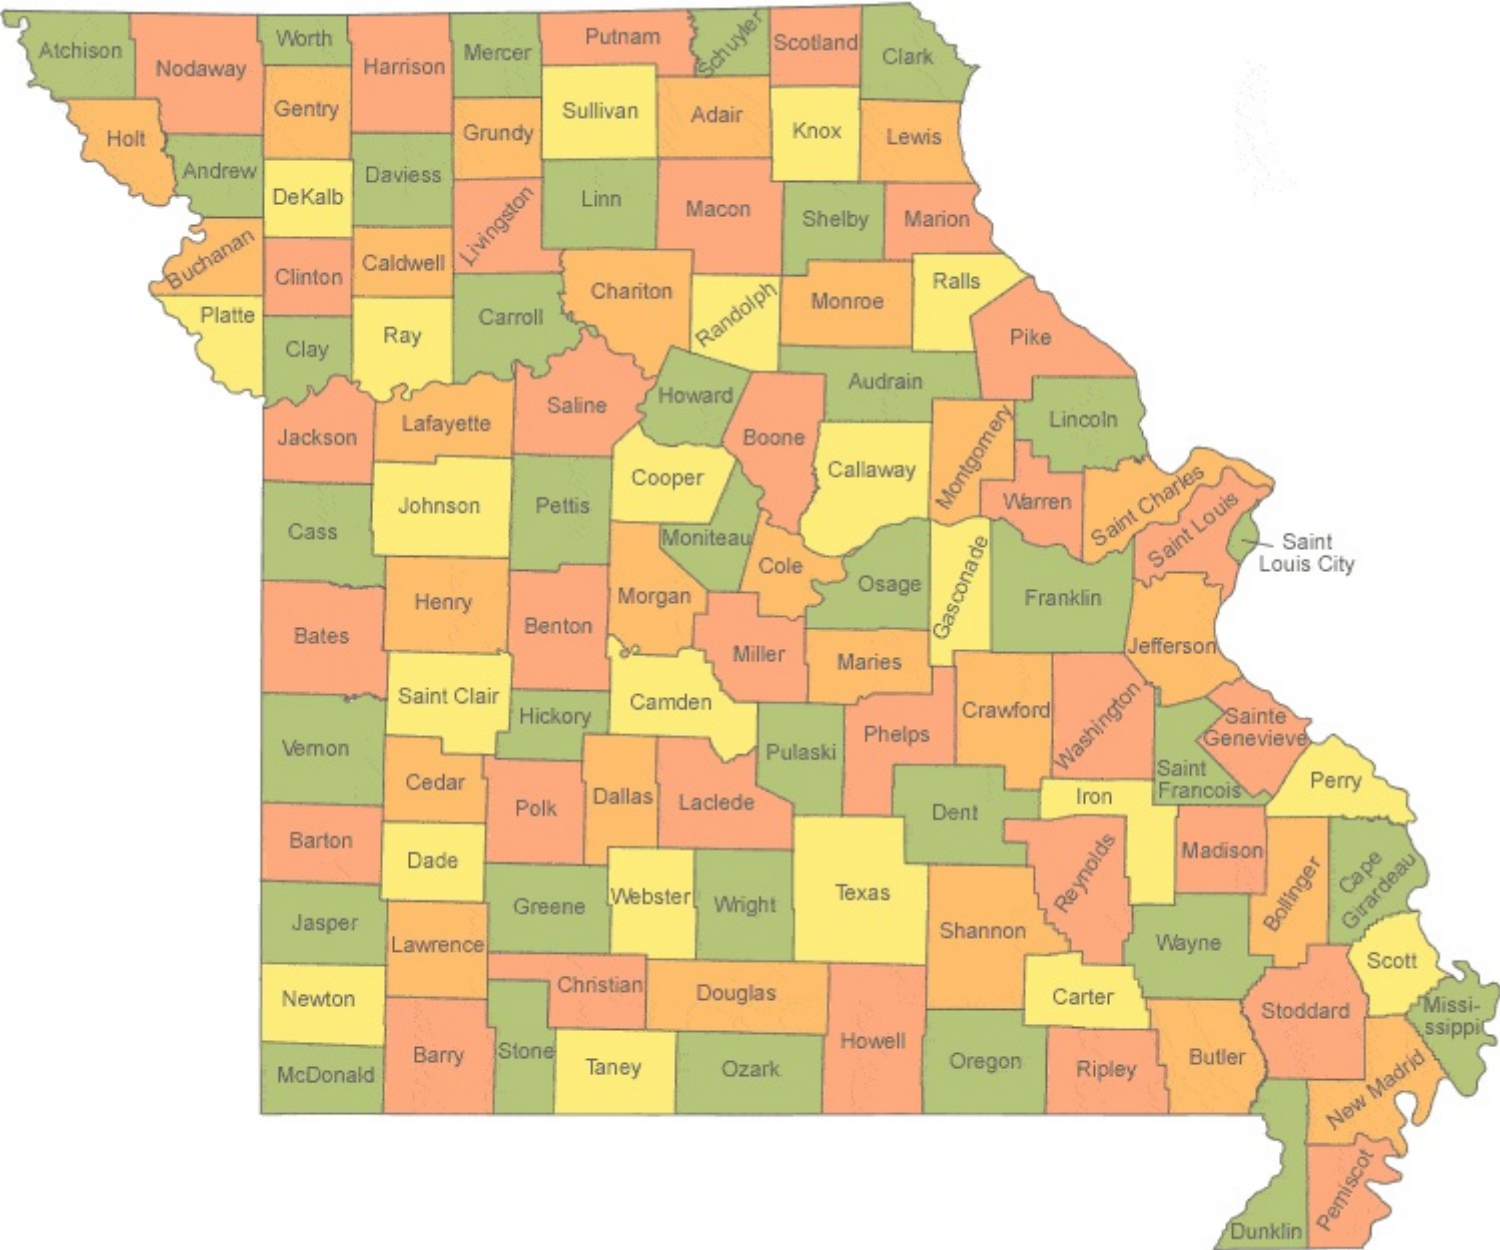 Atchison
Nodaway
Worth
Harrison
Mercer
Putnam
Schuyler
Scotland
Clark
Holt
Gentry
Grundy
Sullivan
Adair
Knox
Lewis
Andrew
DeKalb
Daviess
Livingston
Linn
Macon
Shelby
Marion
Buchanan
Clinton
Caldwell
Chariton
Randolph
Monroe
Ralls
Platte
Clay
Ray
Carroll
Pike
Jackson
Lafayette
Saline
Howard
Boone
Audrain
Lincoln
Cass
Johnson
Pettis
Cooper
Callaway
Montgomery
Warren
Saint Charles
Saint Louis
Saint
Louis City
Moniteau
Cole
Osage
Gasconade
Franklin
Jefferson
Bates
Henry
Benton
Morgan
Miller
Maries
Saint Clair
Hickory
Camden
Phelps
Crawford
Washington
Sainte
Genevieve
Vernon
Cedar
Polk
Dallas
Laclede
Pulaski
Dent
Iron
Saint
Francois
Perry
Barton
Dade
Greene
Webster
Wright
Texas
Reynolds
Madison
Bollinger
Cape
Girardeau
Jasper
Lawrence
Shannon
Wayne
Scott
Newton
Christian
Douglas
Carter
Stoddard
Missi-
ssippi
McDonald
Barry
Stone
Taney
Ozark
Howell
Oregon
Ripley
Butler
New Madrid
Dunklin
Pemiscot